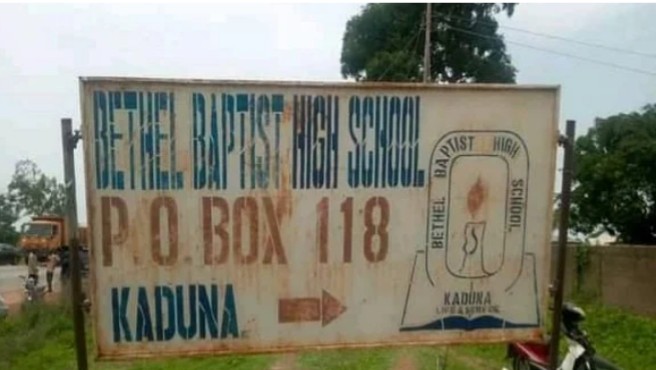 BETHEL BAPTIST HIGH SCHOOL
P.O. BOX 118
KADUNA
BETHEL BAPTIST HIGH SCHOOL
KADUNA